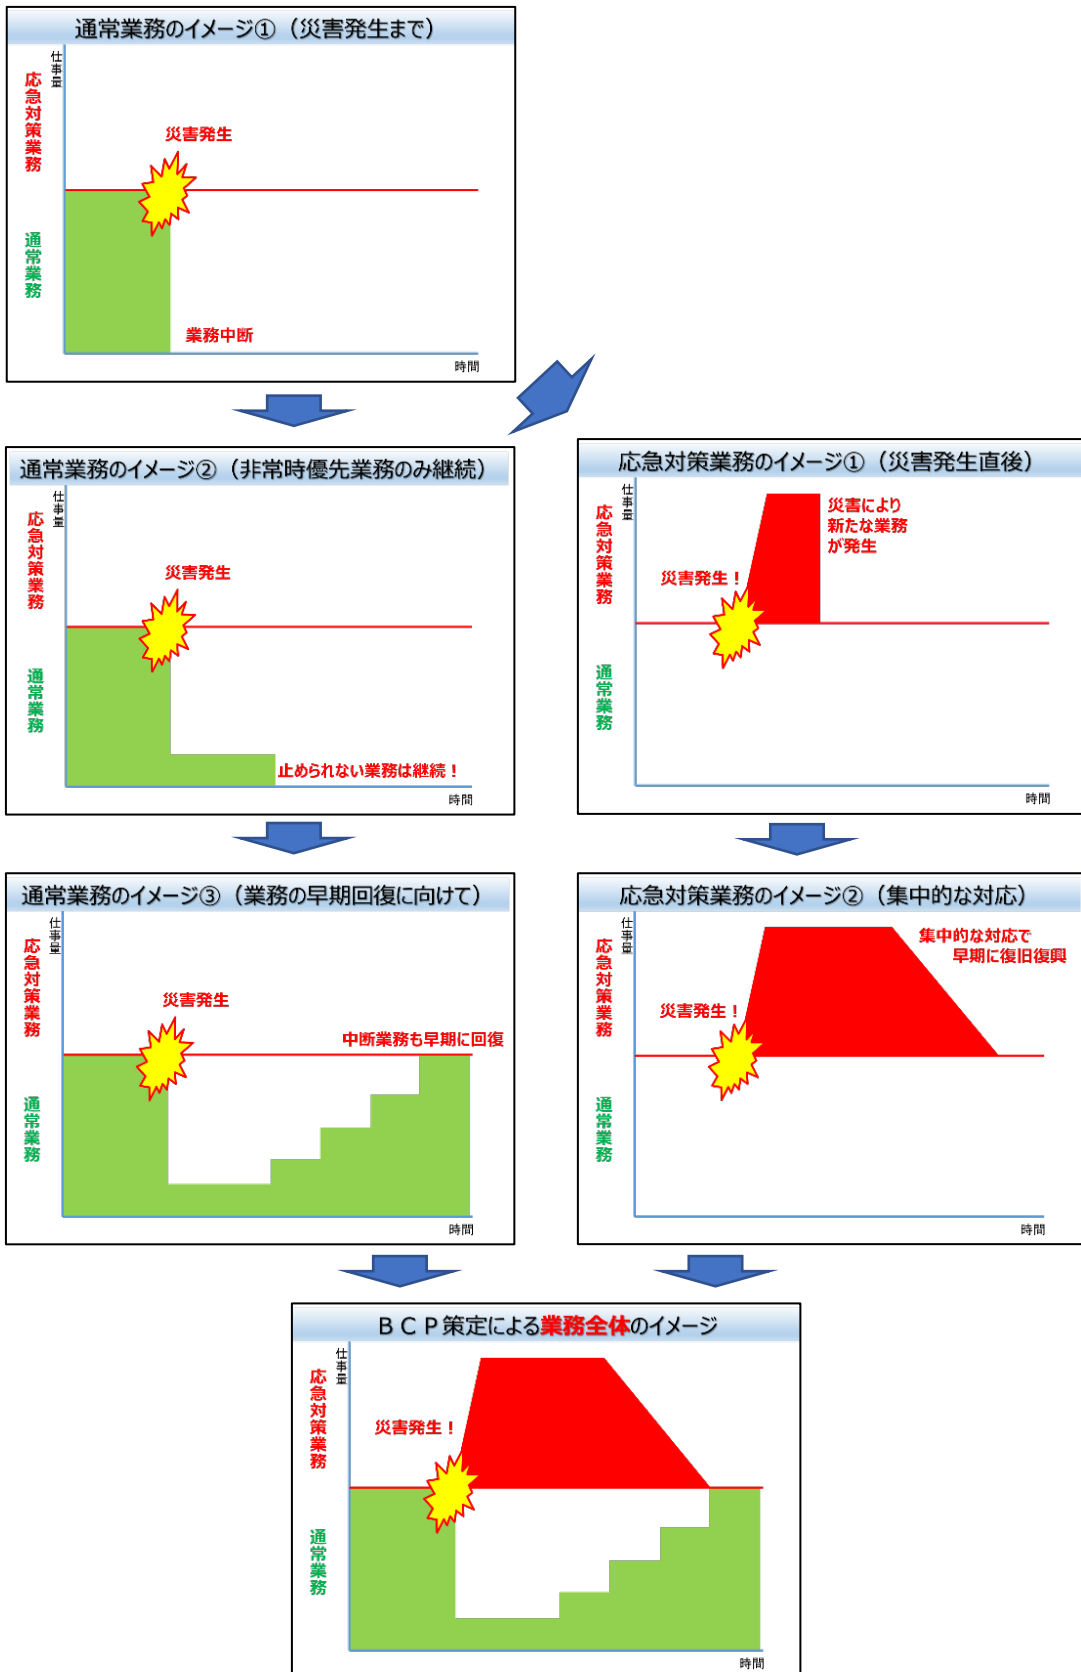 通常業務のイメージ①（災害発生まで）
仕事量
応急対策業務
災害発生
通常業務
業務中断
時間
通常業務のイメージ②（非常時優先業務のみ継続）
仕事量
応急対策業務
災害発生
通常業務
止められない業務は継続！
時間
応急対策業務のイメージ①（災害発生直後）
仕事量
応急対策業務
災害により
新たな業務
が発生
災害発生！
通常業務
時間
通常業務のイメージ③（業務の早期回復に向けて）
仕事量
応急対策業務
災害発生
中断業務も早期に回復
通常業務
時間
応急対策業務のイメージ②（集中的な対応）
仕事量
応急対策業務
集中的な対応で
早期に復旧復興
災害発生！
通常業務
時間
ＢＣＰ策定による業務全体のイメージ
仕事量
応急対策業務
災害発生！
通常業務
時間